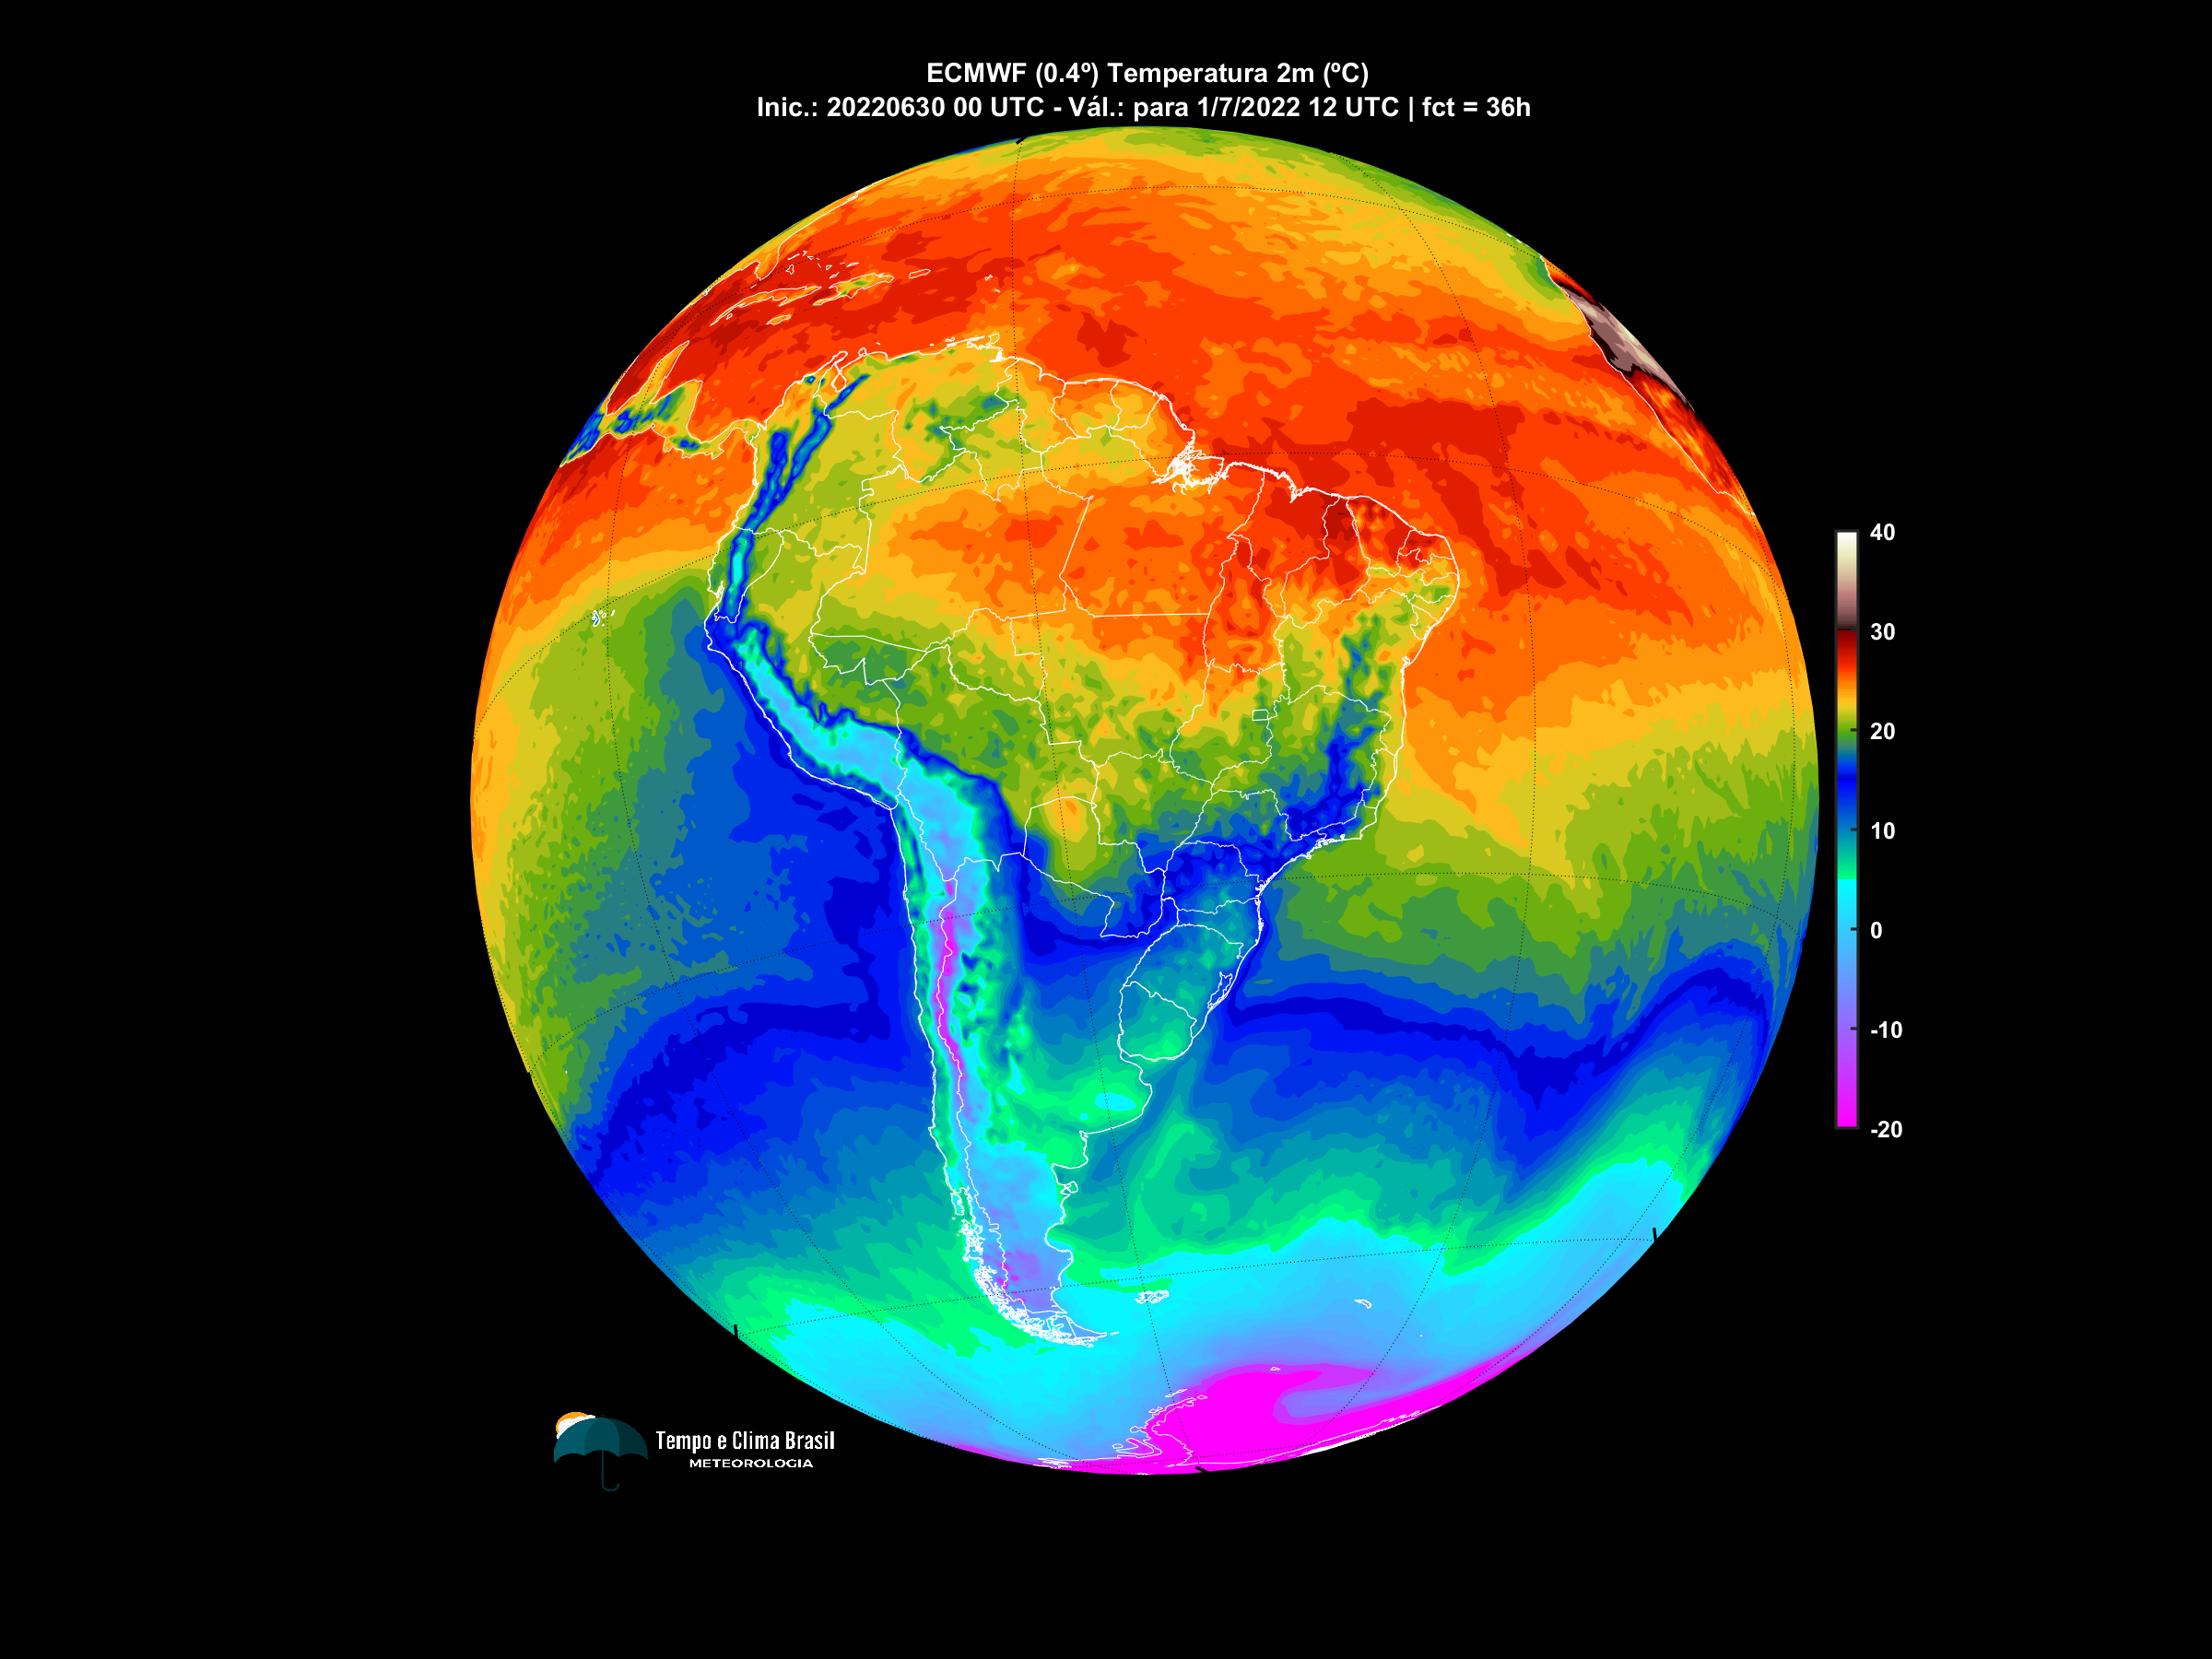 ECMWF (0.4º) Temperatura 2m (ºC)
Inic.: 20220630 00 UTC - Vál.: para 1/7/2022 12 UTC | fct = 36h
40
30
20
10
0
-10
-20
Tempo e Clima Brasil
METEOROLOGIA